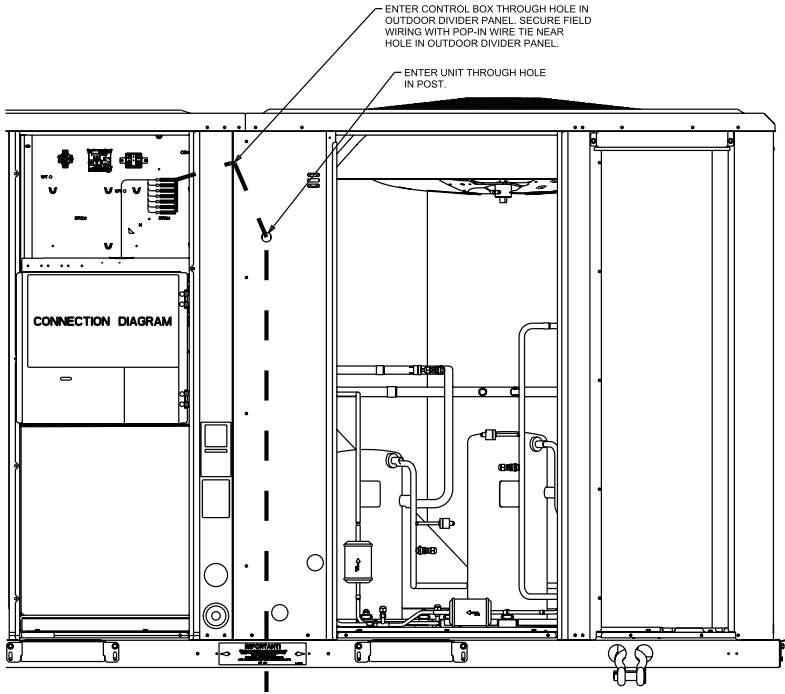 ENTER CONTROL BOX THROUGH HOLE IN
OUTDOOR DIVIDER PANEL. SECURE FIELD
WIRING WITH POP-IN WIRE TIE NEAR
HOLE IN OUTDOOR DIVIDER PANEL.
ENTER UNIT THROUGH HOLE
IN POST.
CONNECTION DIAGRAM
IMPORTANT!